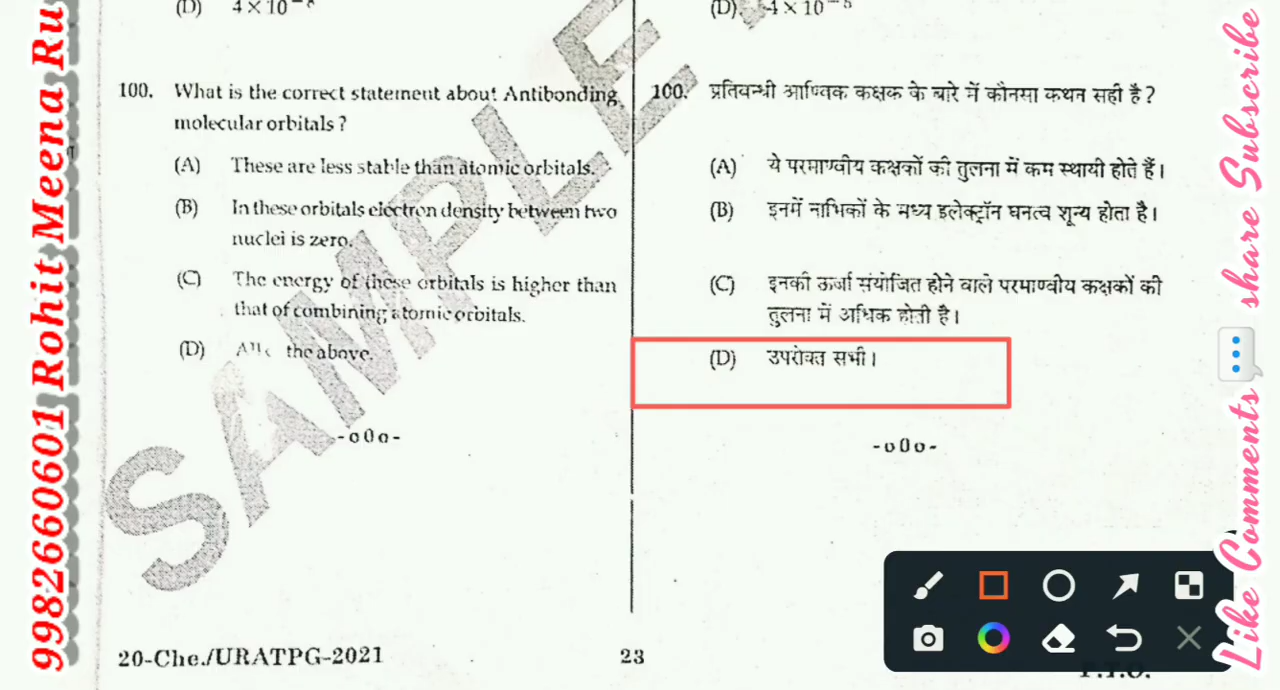 (D) 4 × 10
(D) 4 × 10
100. What is the correct statement about Antibonding
molecular orbitals ?
(A) These are less stable than atomic orbitals.
(B) In these orbitals electron density between two
nuclei is zero.
(C) The energy of these orbitals is higher than
that of combining atomic orbitals.
(D) the above.
-o0o-
100. प्रतिबन्धी आण्विक कक्षक के बारे में कौनसा कथन सही है ?
(A) ये परमाण्वीय कक्षकों की तुलना में कम स्थायी होते हैं।
(B) इनमें नाभिकों के मध्य इलेक्ट्रॉन घनत्व शून्य होता है।
(C) इनकी ऊर्जा संयोजित होने वाले परमाण्वीय कक्षकों की
तुलना में अधिक होती है।
(D) उपरोक्त सभी।
-o0o-
20-Che./URATPG-2021
23
P.T.O.
SAMPLE
9982660601 Rohit Meena Ru
Like Comments 💬 share Subscribe